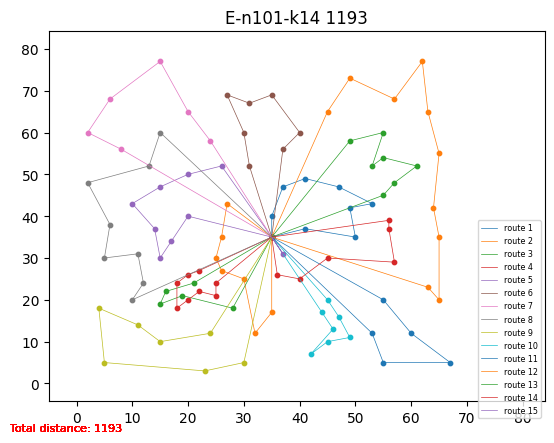 E-n101-k14 1193
80
70
60
50
40
30
20
10
0
0 10 20 30 40 50 60 70 80
route 1
route 2
route 3
route 4
route 5
route 6
route 7
route 8
route 9
route 10
route 11
route 12
route 13
route 14
route 15
Total distance: 1193